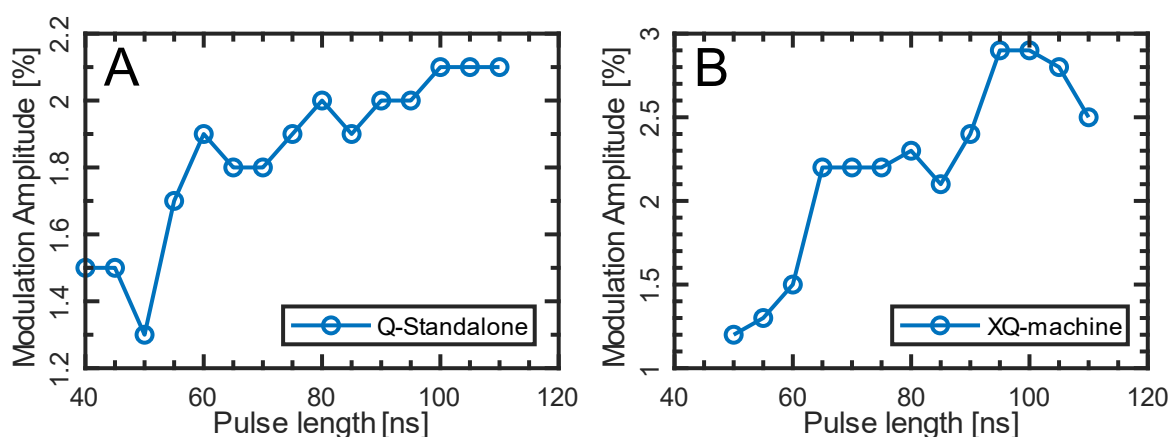 A
Modulation Amplitude [%]
2.2
2
1.8
1.6
1.4
1.2
40 60 80 100 120
Pulse length [ns]
Q-Standalone
B
Modulation Amplitude [%]
3
2.5
2
1.5
1
40 60 80 100 120
Pulse length [ns]
XQ-machine